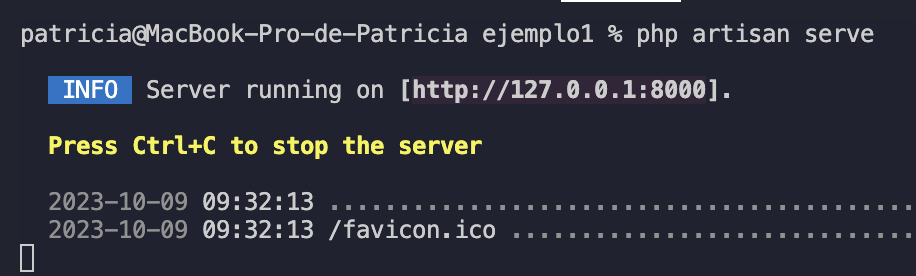 patricia@MacBook-Pro-de-Patricia ejemplo1 % php artisan serve
INFO Server running on [http://127.0.0.1:8000].
Press Ctrl+C to stop the server
2023-10-09 09:32:13 ..........................................
2023-10-09 09:32:13 /favicon.ico .............................